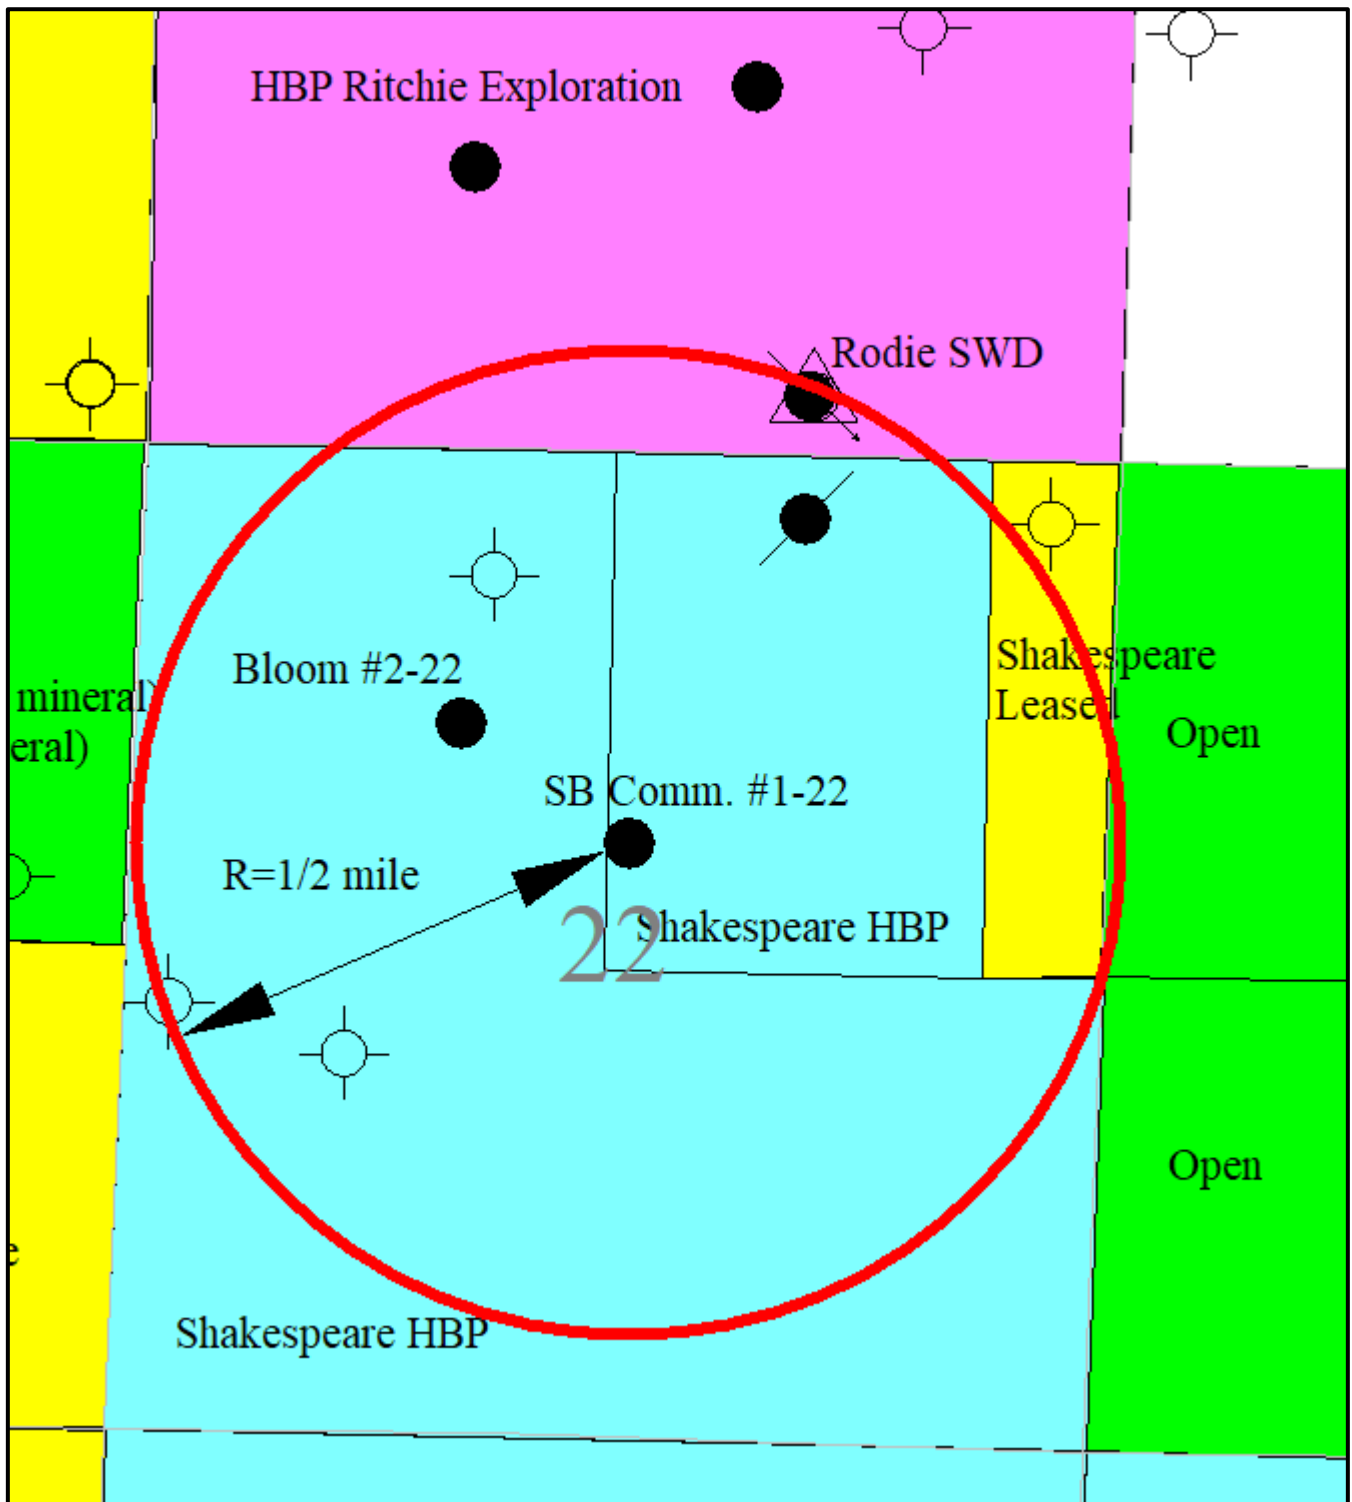 HBP Ritchie Exploration
Rodie SWD
Shakespeare
Leased
Bloom #2-22
mineral)
eral)
Open
SB Comm. #1-22
R=1/2 mile
22
Shakespeare HBP
Open
e
Shakespeare HBP